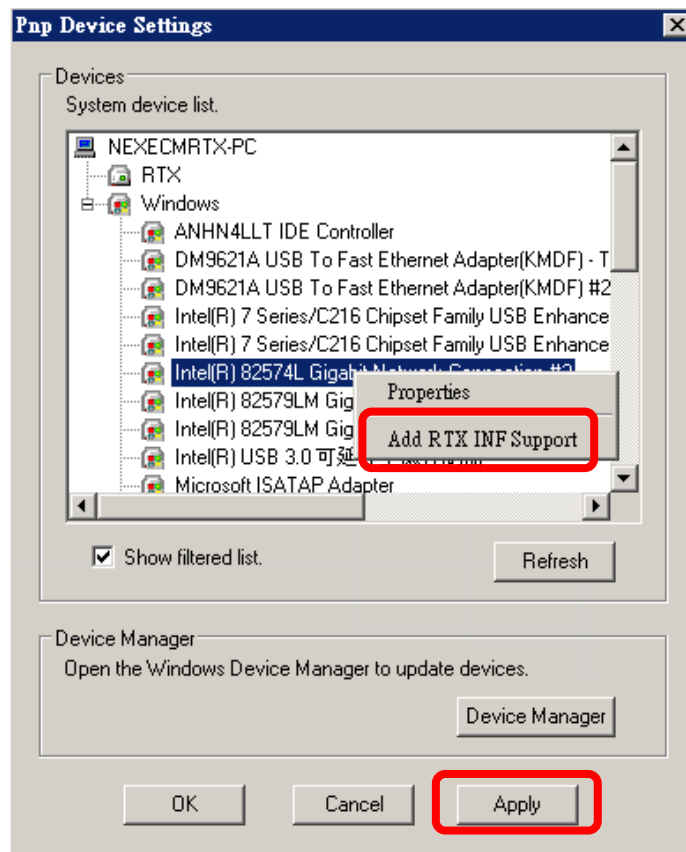 Pnp Device Settings
Devices
System device list.
NEXECMRTX-PC
RTX
Windows
ANHN4LLT IDE Controller
DM9621A USB To Fast Ethernet Adapter(KMDF) - T
DM9621A USB To Fast Ethernet Adapter(KMDF) #2
Intel(R) 7 Series/C216 Chipset Family USB Enhance
Intel(R) 7 Series/C216 Chipset Family USB Enhance
Intel(R) 82574L Gigabit Network Connection #2
Properties
Intel(R) 82579LM Gig
Intel(R) 82579LM Gig
Add RTX INF Support
Intel(R) USB 3.0 可延
Microsoft ISATAP Adapter
Show filtered list.
Refresh
Device Manager
Open the Windows Device Manager to update devices.
Device Manager
OK
Cancel
Apply